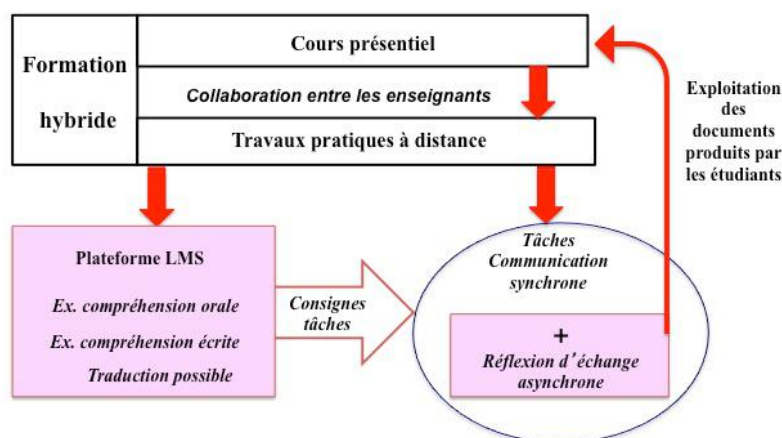 Formation
hybride
Cours présentiel
Collaboration entre les enseignants
Travaux pratiques à distance
Exploitation
des
documents
produits par
les étudiants
Plateforme LMS
Ex. compréhension orale
Ex. compréhension écrite
Traduction possible
Consignes
tâches
Tâches
Communication
synchrone
+
Réflexion d'échange
asynchrone